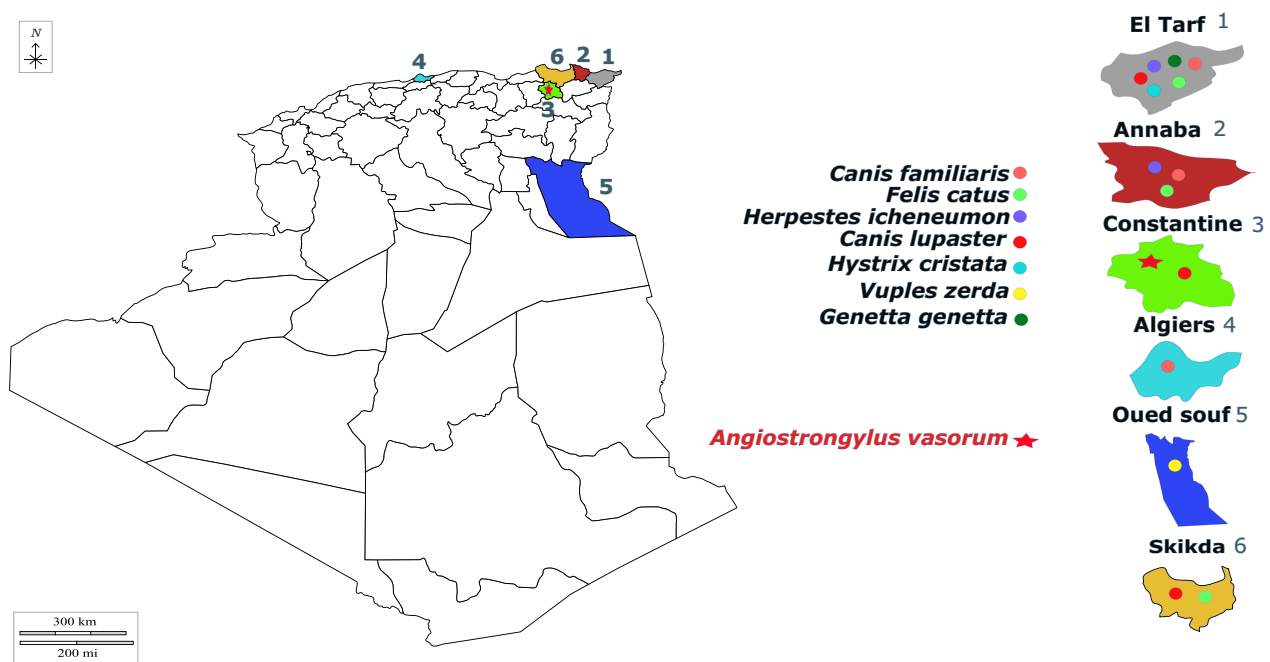 N
4
6
2
1
3
5
300 km
200 mi
Canis familiaris
Felis catus
Herpestes icheneumon
Canis lupaster
Hystrix cristata
Vuples zerda
Genetta genetta
Angiostrongylus vasorum
El Tarf 1
Annaba 2
Constantine 3
Algiers 4
Oued souf 5
Skikda 6